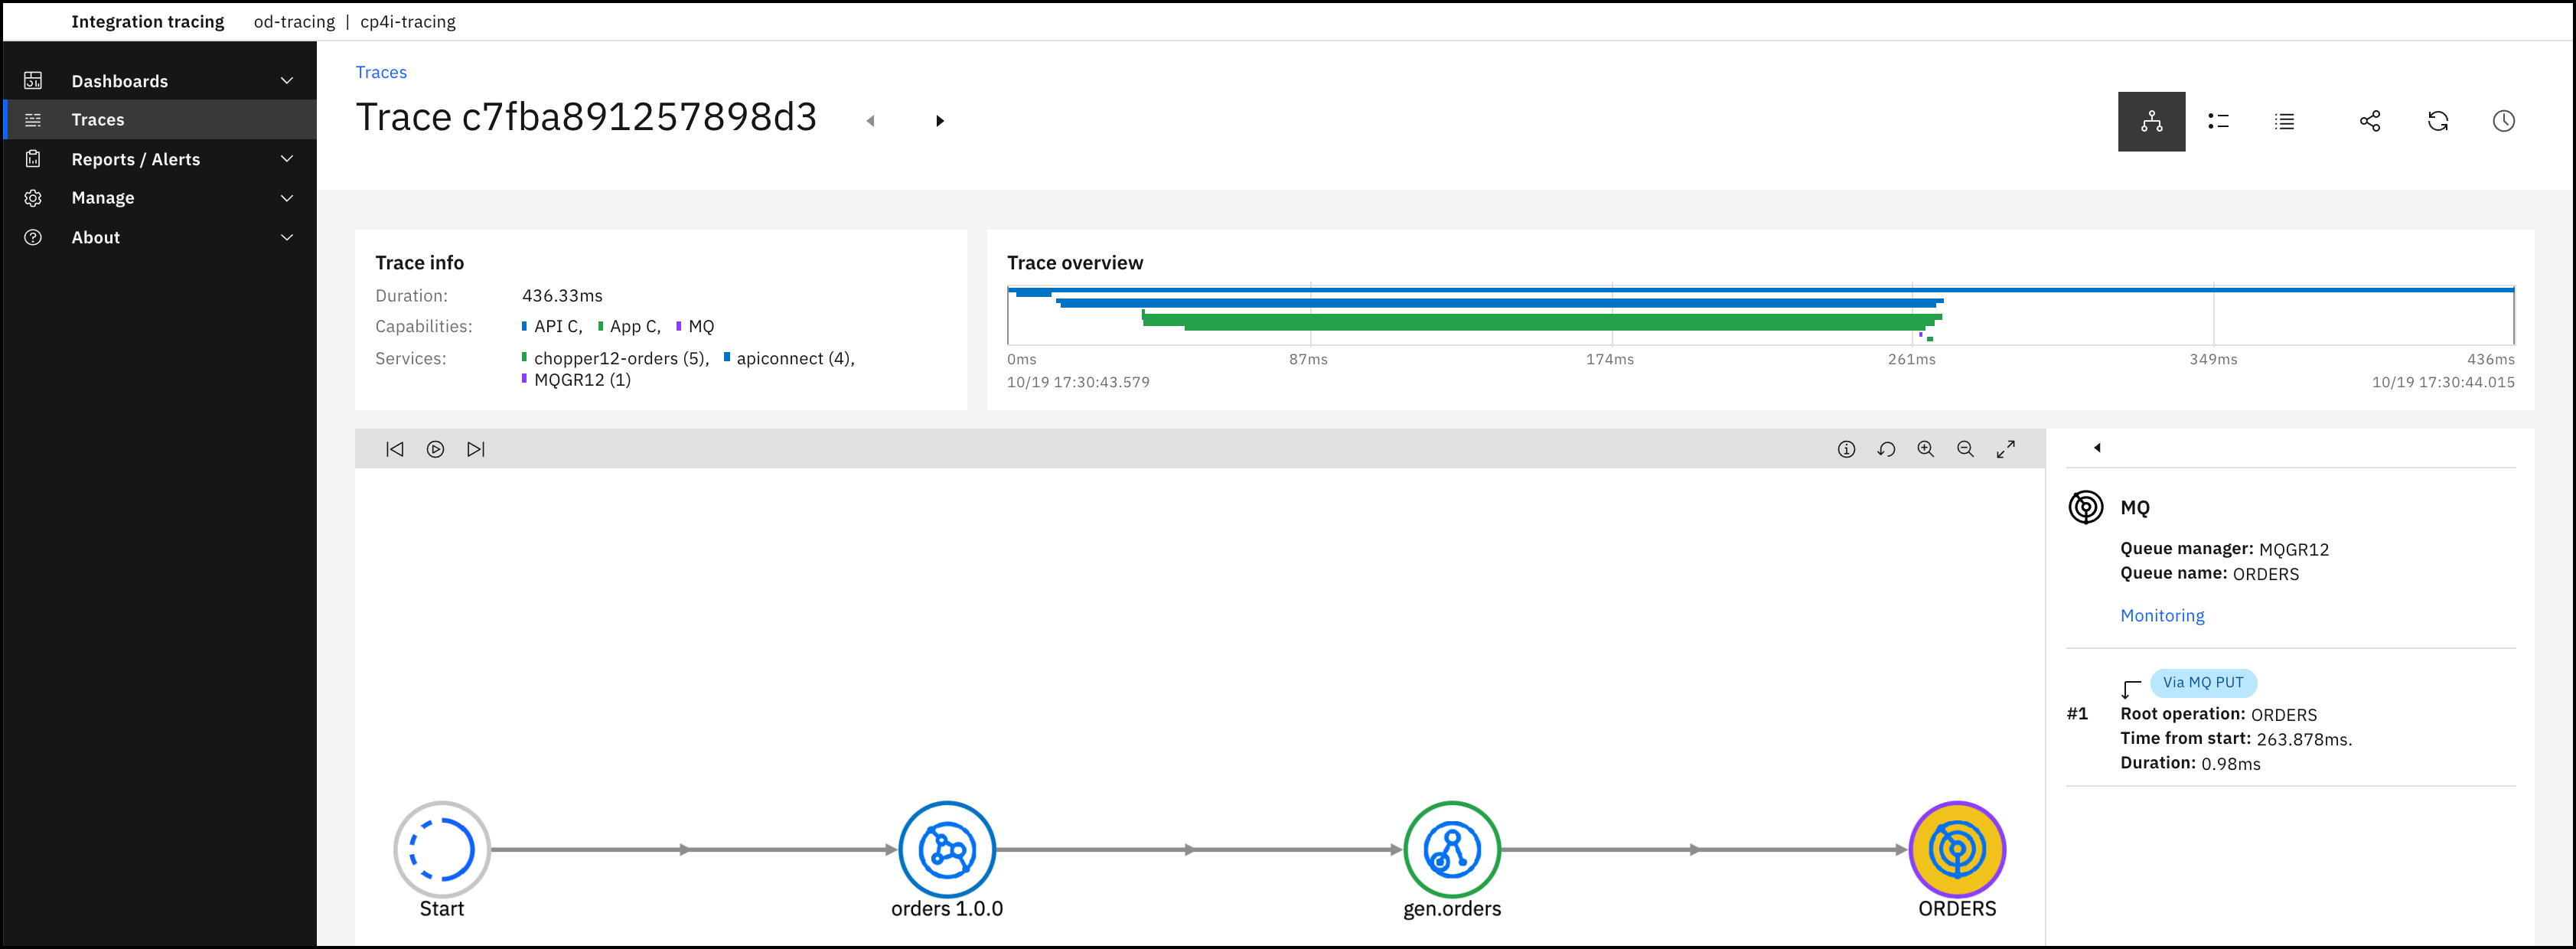 Integration tracing od-tracing | cp4i-tracing
Dashboards
Traces
Reports / Alerts
Manage
About
Traces
Trace c7fba891257898d3
Trace info
Duration: 436.33ms
Capabilities: API C, App C, MQ
Services: chopper12-orders (5), apiconnect (4),
MQGR12 (1)
Trace overview
0ms 87ms 174ms 261ms 349ms 436ms
10/19 17:30:43.579 10/19 17:30:44.015
MQ
Queue manager: MQGR12
Queue name: ORDERS
Monitoring
Via MQ PUT
#1 Root operation: ORDERS
Time from start: 263.878ms.
Duration: 0.98ms
Start orders 1.0.0 gen.orders ORDERS